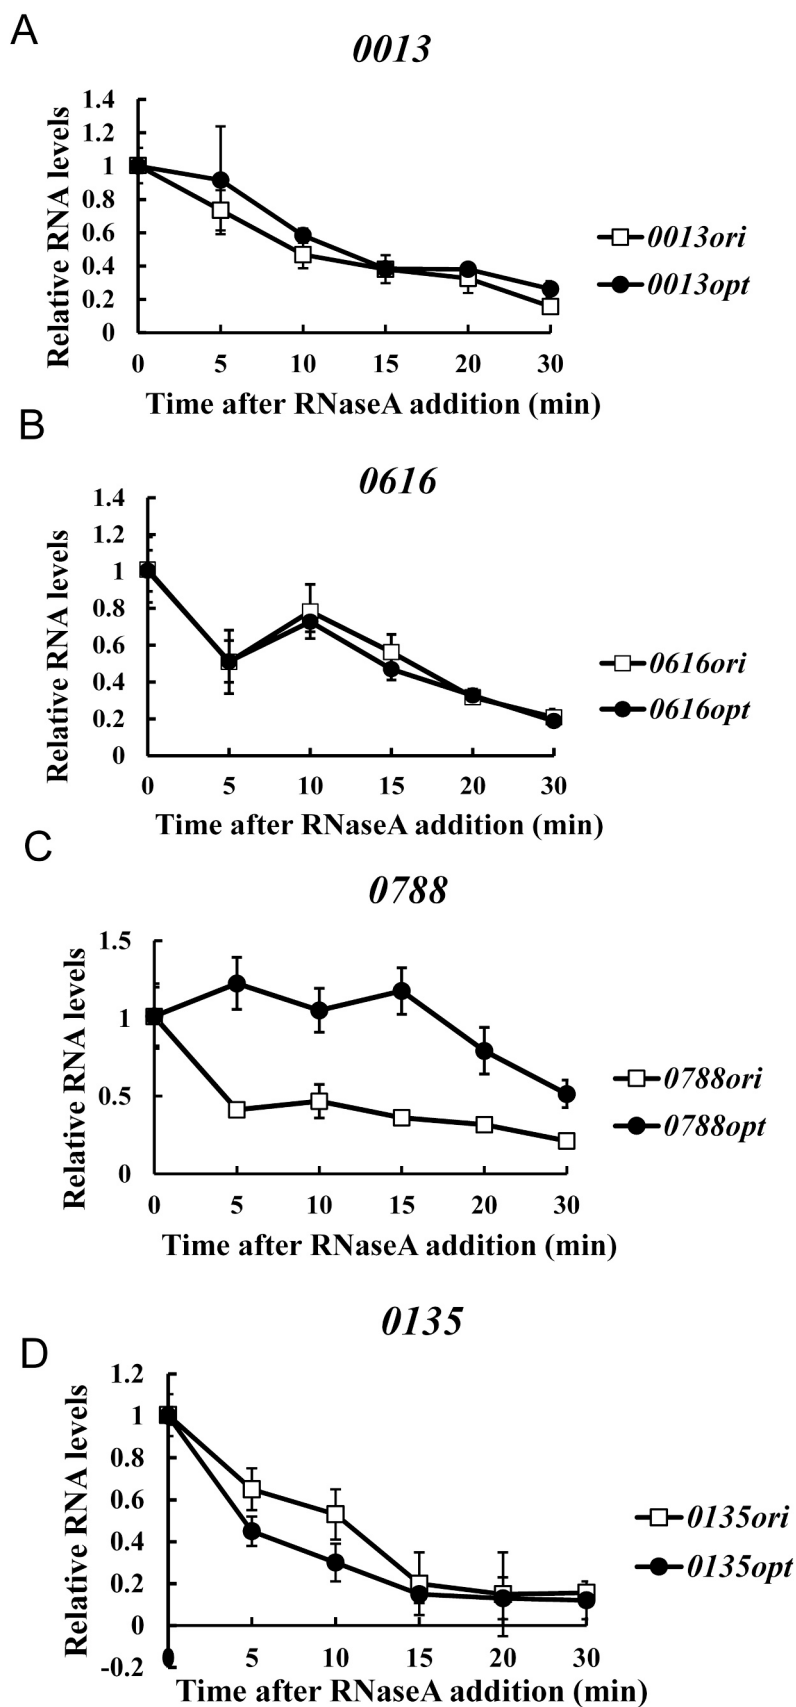 A
0013
Relative RNA levels
1.4
1.2
1
0.8
0.6
0.4
0.2
0
0 5 10 15 20 30
Time after RNaseA addition (min)
0013ori
0013opt
B
0616
Relative RNA levels
1.4
1.2
1
0.8
0.6
0.4
0.2
0
0 5 10 15 20 30
Time after RNaseA addition (min)
0616ori
0616opt
C
0788
Relative RNA levels
1.5
1
0.5
0
0 5 10 15 20 30
Time after RNaseA addition (min)
0788ori
0788opt
D
0135
Relative RNA levels
1.2
1
0.8
0.6
0.4
0.2
0
-0.2
0 5 10 15 20 30
Time after RNaseA addition (min)
0135ori
0135opt